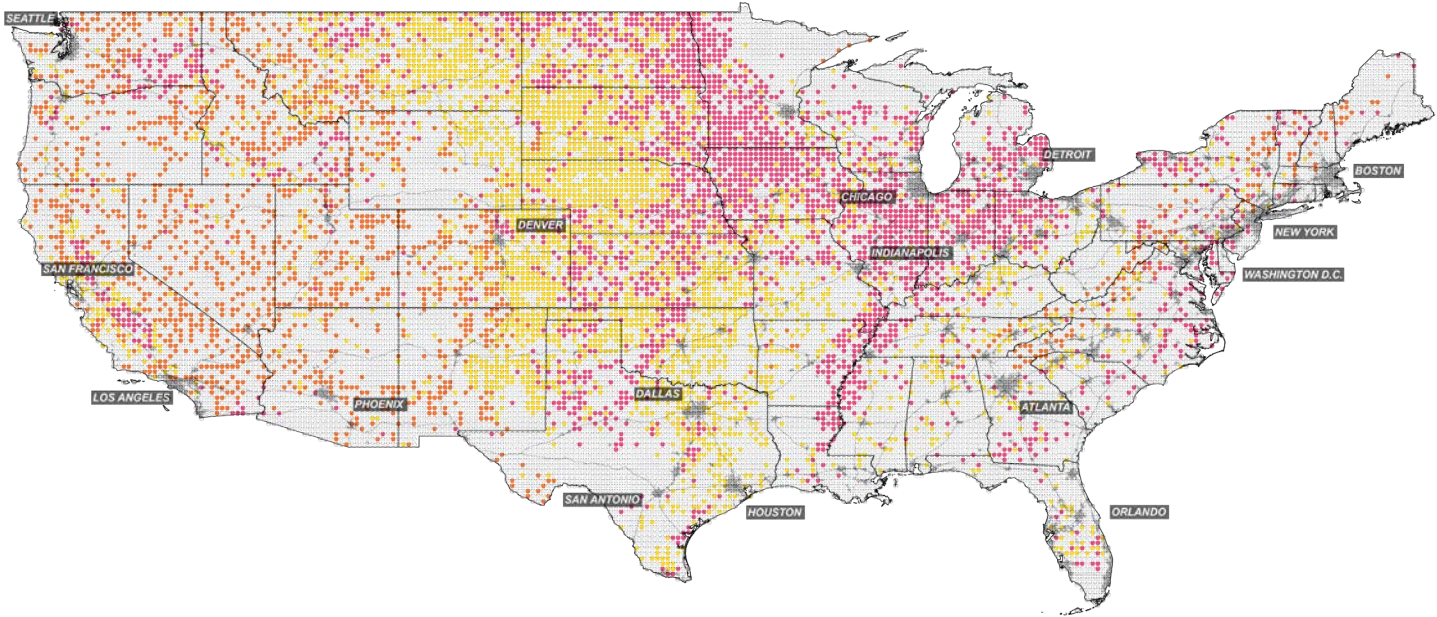 SEATTLE
DETROIT
BOSTON
CHICAGO
DENVER
NEW YORK
INDIANAPOLIS
SAN FRANCISCO
WASHINGTON D.C.
LOS ANGELES
DALLAS
PHOENIX
ATLANTA
SAN ANTONIO
HOUSTON
ORLANDO